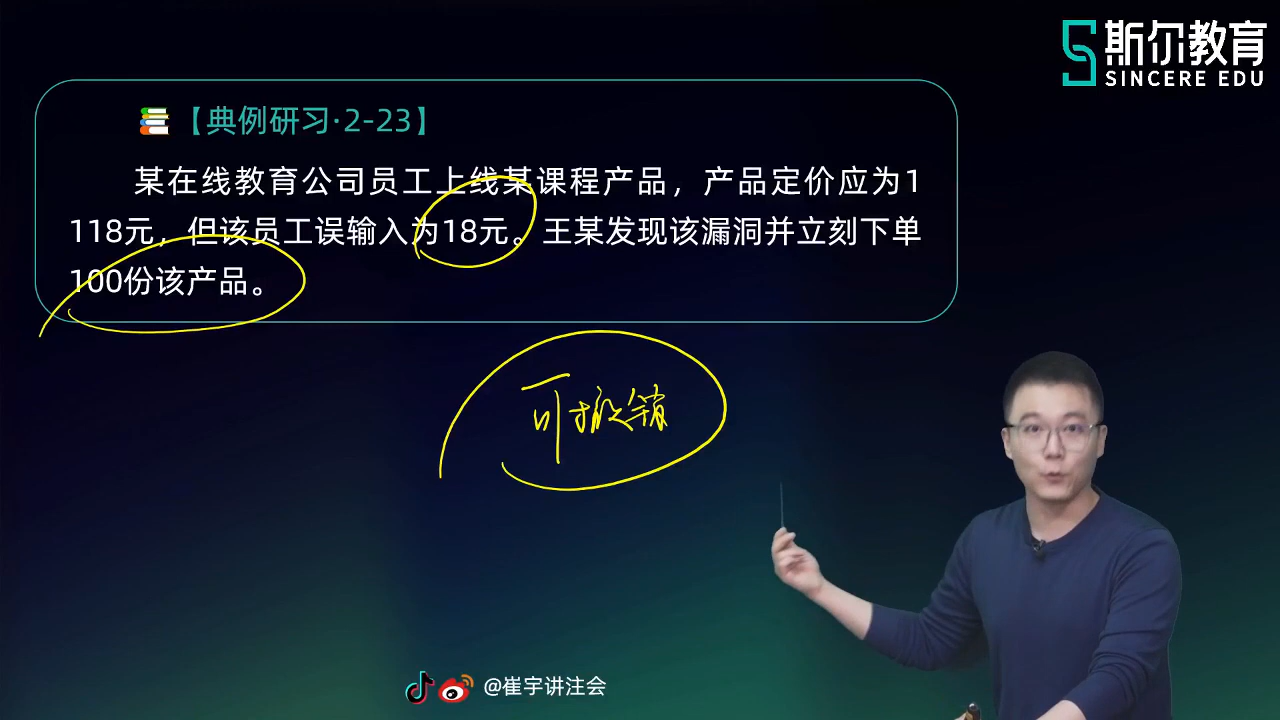 斯尔教育
SINCERE EDU
【典例研习·2-23】
某在线教育公司员工上线某课程产品，产品定价应为1
118元，但该员工误输入为18元。王某发现该漏洞并立刻下单
100份该产品。
可撤销
@崔宇讲注会